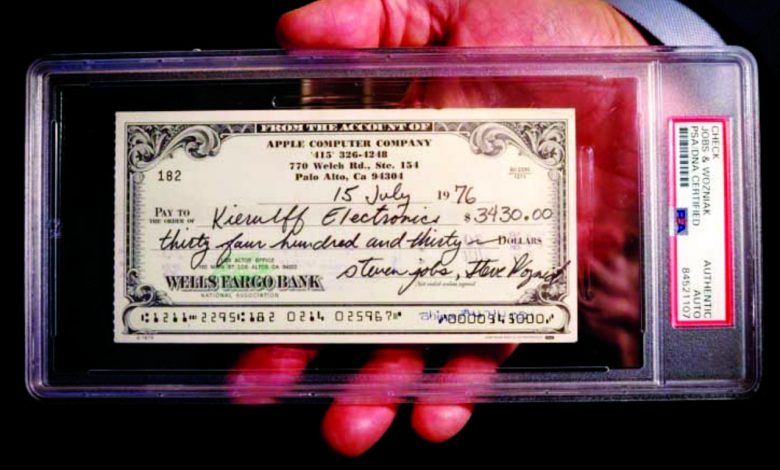 FROM THE ACCOUNT OF
APPLE COMPUTER COMPANY
'415' 326-4248
770 Welch Rd., Ste. 154
Palo Alto, Ca 94304
182
15 July 1976
PAY TO
THE ORDER OF Kierulff Electronics $3430.00
thirty four hundred and thirty DOLLARS
WELLS FARGO BANK
NATIONAL ASSOCIATION
steven jobs, Steve Wozniak
CHECK
JOBS & WOZNIAK
PSA/DNA CERTIFIED
PSA
AUTHENTIC
AUTO
84521107